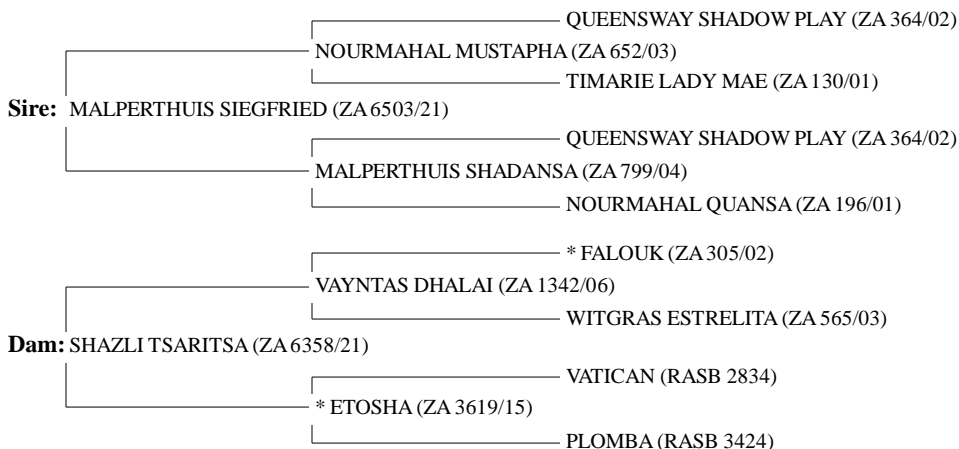 QUEENSWAY SHADOW PLAY (ZA 364/02)
NOURMAHAL MUSTAPHA (ZA 652/03)
TIMARIE LADY MAE (ZA 130/01)
Sire: MALPERTHUIS SIEGFRIED (ZA 6503/21)
QUEENSWAY SHADOW PLAY (ZA 364/02)
MALPERTHUIS SHADANSA (ZA 799/04)
NOURMAHAL QUANSA (ZA 196/01)
* FALOUK (ZA 305/02)
VAYNTAS DHALAI (ZA 1342/06)
WITGRAS ESTRELITA (ZA 565/03)
Dam: SHAZLI TSARITSA (ZA 6358/21)
VATICAN (RASB 2834)
* ETOSHA (ZA 3619/15)
PLOMBA (RASB 3424)